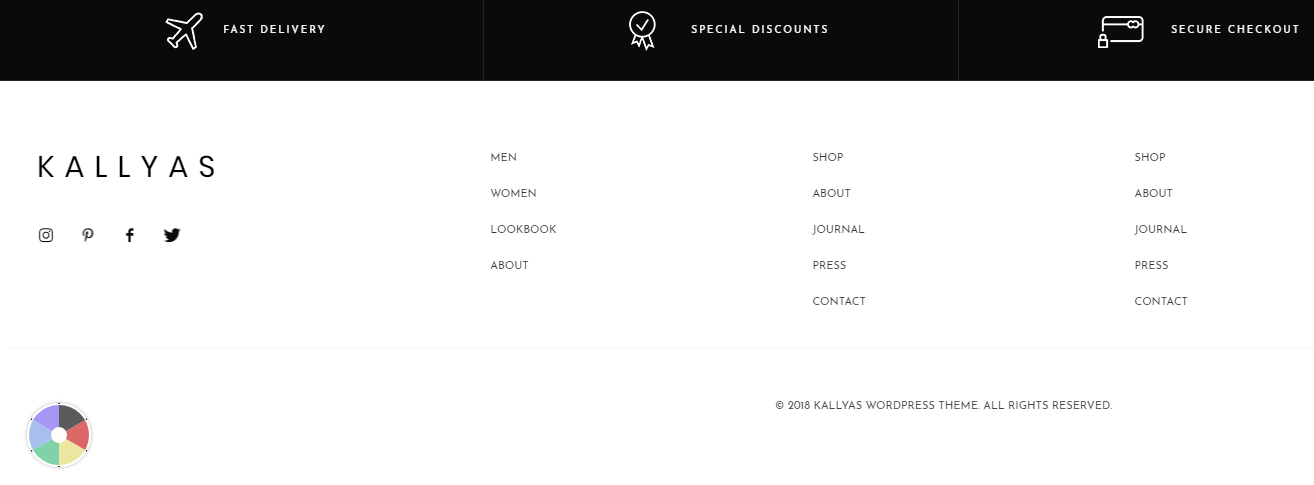 FAST DELIVERY
SPECIAL DISCOUNTS
SECURE CHECKOUT
KALLYAS
MEN
WOMEN
LOOKBOOK
ABOUT
SHOP
ABOUT
JOURNAL
PRESS
CONTACT
SHOP
ABOUT
JOURNAL
PRESS
CONTACT
© 2018 KALLYAS WORDPRESS THEME. ALL RIGHTS RESERVED.